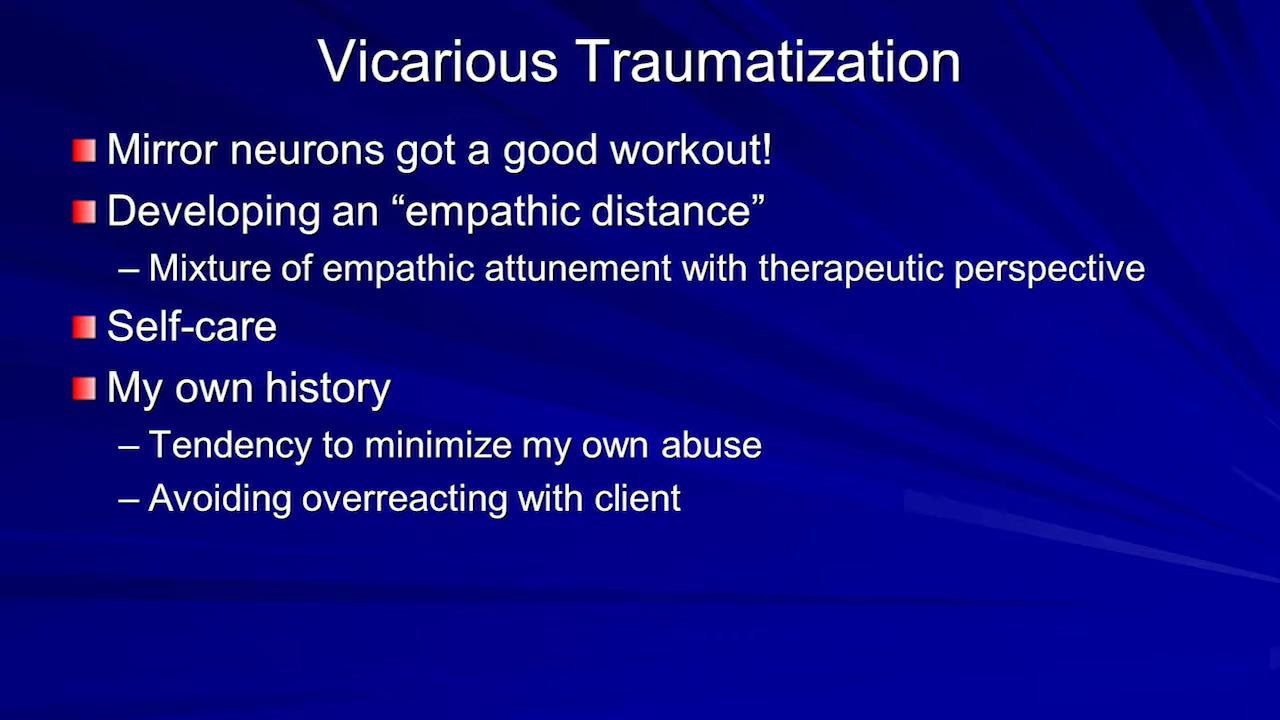 Vicarious Traumatization
Mirror neurons got a good workout!
Developing an “empathic distance”
– Mixture of empathic attunement with therapeutic perspective
Self-care
My own history
– Tendency to minimize my own abuse
– Avoiding overreacting with client